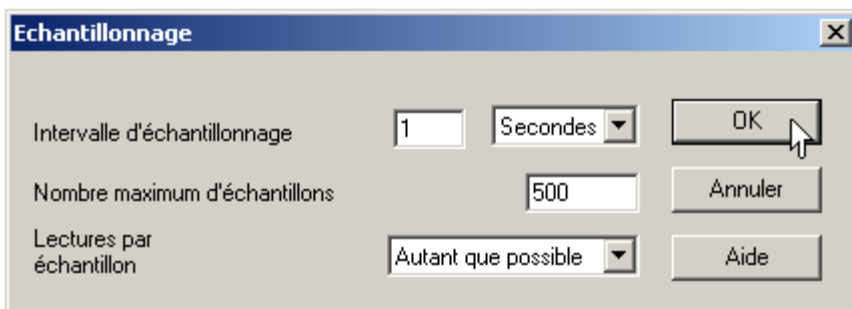 Echantillonnage
Intervalle d'échantillonnage 1 Secondes OK
Nombre maximum d'échantillons 500 Annuler
Lectures par
échantillon Autant que possible Aide